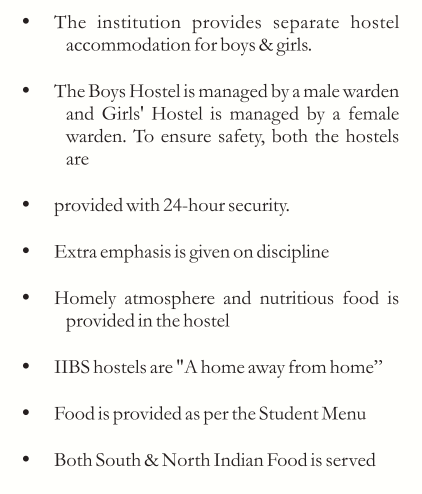 • The institution provides separate hostel
accommodation for boys & girls.
• The Boys Hostel is managed by a male warden
and Girls' Hostel is managed by a female
warden. To ensure safety, both the hostels
are
• provided with 24-hour security.
• Extra emphasis is given on discipline
• Homely atmosphere and nutritious food is
provided in the hostel
• IIBS hostels are "A home away from home”
• Food is provided as per the Student Menu
• Both South & North Indian Food is served